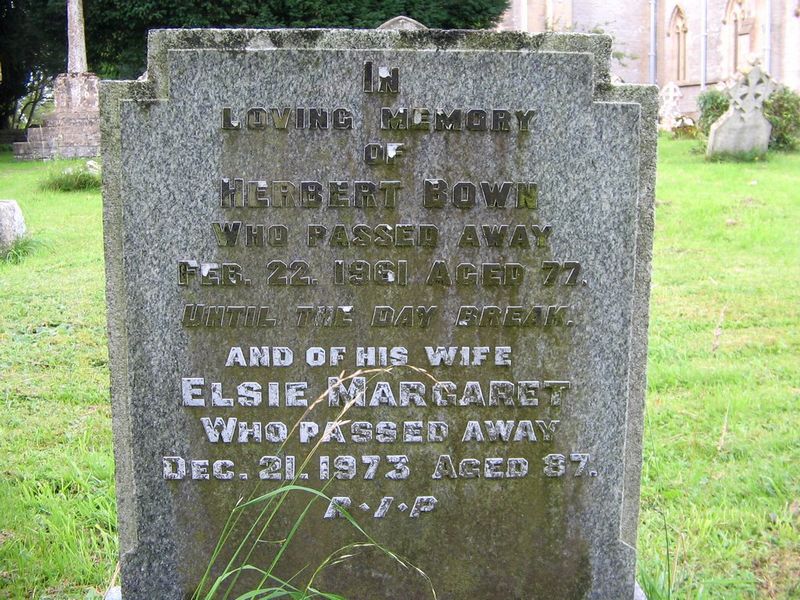 IN
LOVING MEMORY
OF
HERBERT BOWN
WHO PASSED AWAY
FEB. 22. 1961 AGED 77.
UNTIL THE DAY BREAK.
AND OF HIS WIFE
ELSIE MARGARET
WHO PASSED AWAY
DEC. 21. 1973 AGED 87.
R·I·P